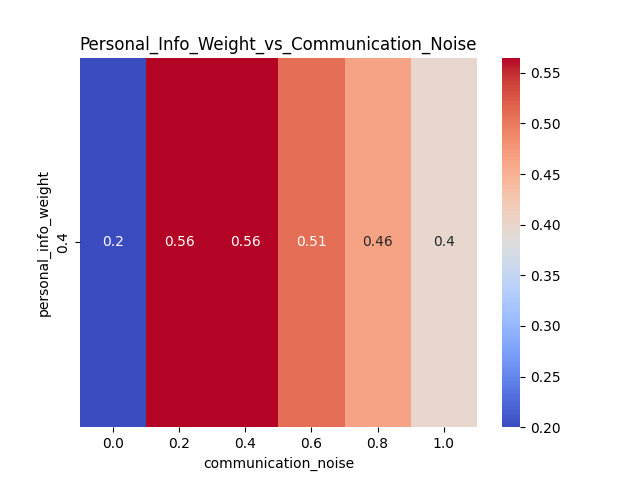 Personal_Info_Weight_vs_Communication_Noise
personal_info_weight
0.4
0.2 0.56 0.56 0.51 0.46 0.4
0.0 0.2 0.4 0.6 0.8 1.0
communication_noise
0.55
0.50
0.45
0.40
0.35
0.30
0.25
0.20